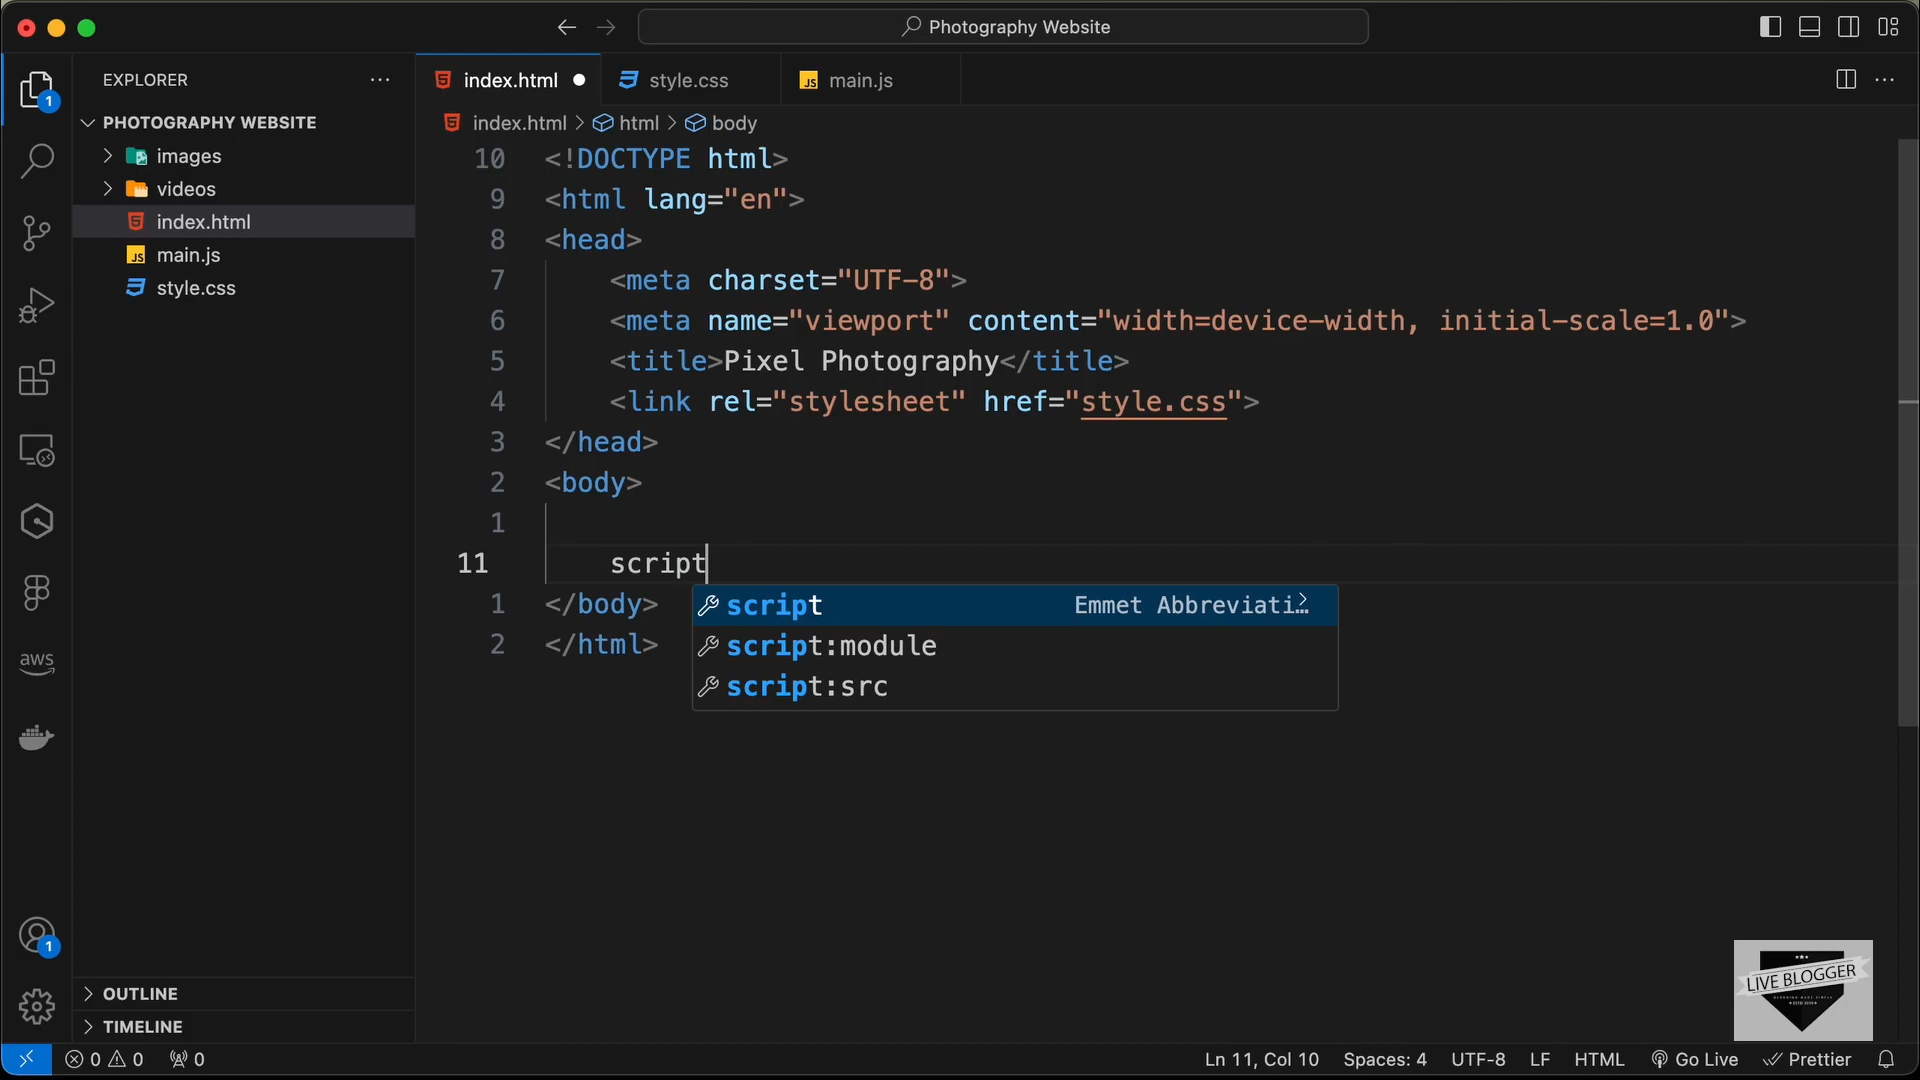 Photography Website
EXPLORER
index.html
style.css
main.js
PHOTOGRAPHY WEBSITE
index.html
html
body
images
videos
index.html
main.js
style.css
10 <!DOCTYPE html>
9 <html lang="en">
8 <head>
7 <meta charset="UTF-8">
6 <meta name="viewport" content="width=device-width, initial-scale=1.0">
5 <title>Pixel Photography</title>
4 <link rel="stylesheet" href="style.css">
3 </head>
2 <body>
1
11 script
1 </body>
2 </html>
script Emmet Abbreviati…
script:module
script:src
1
aws
1
LIVE BLOGGER
OUTLINE
TIMELINE
0 0 0
Ln 11, Col 10 Spaces: 4 UTF-8 LF HTML Go Live Prettier